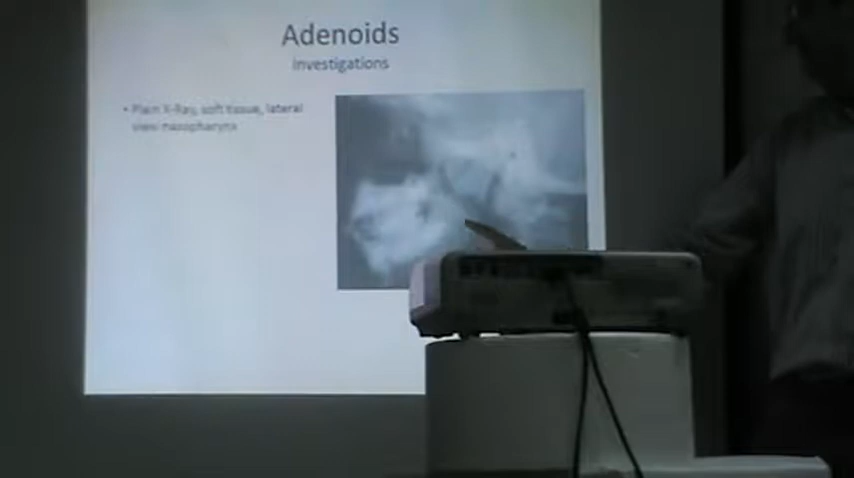 Adenoids
investigations
• Plain X-Ray, soft tissue, lateral
view nasopharynx